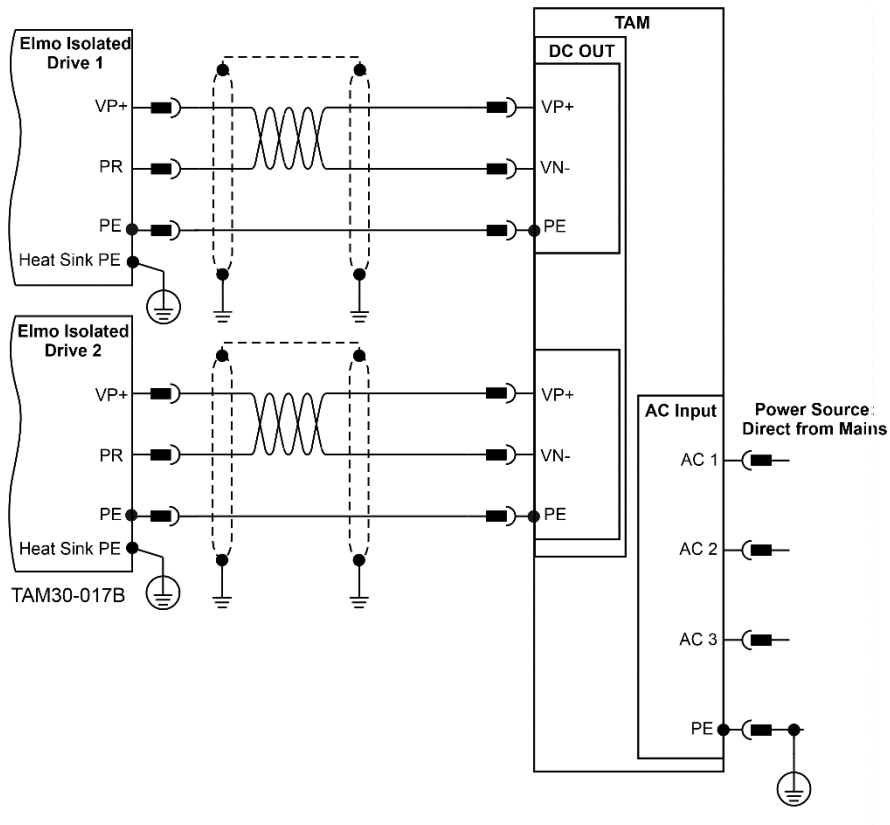 TAM
Elmo Isolated
Drive 1
DC OUT
VP+
VP+
PR
VN-
PE
PE
Heat Sink PE
Elmo Isolated
Drive 2
VP+
VP+
AC Input
Power Source:
Direct from Mains
PR
VN-
AC 1
PE
PE
Heat Sink PE
AC 2
TAM30-017B
AC 3
PE